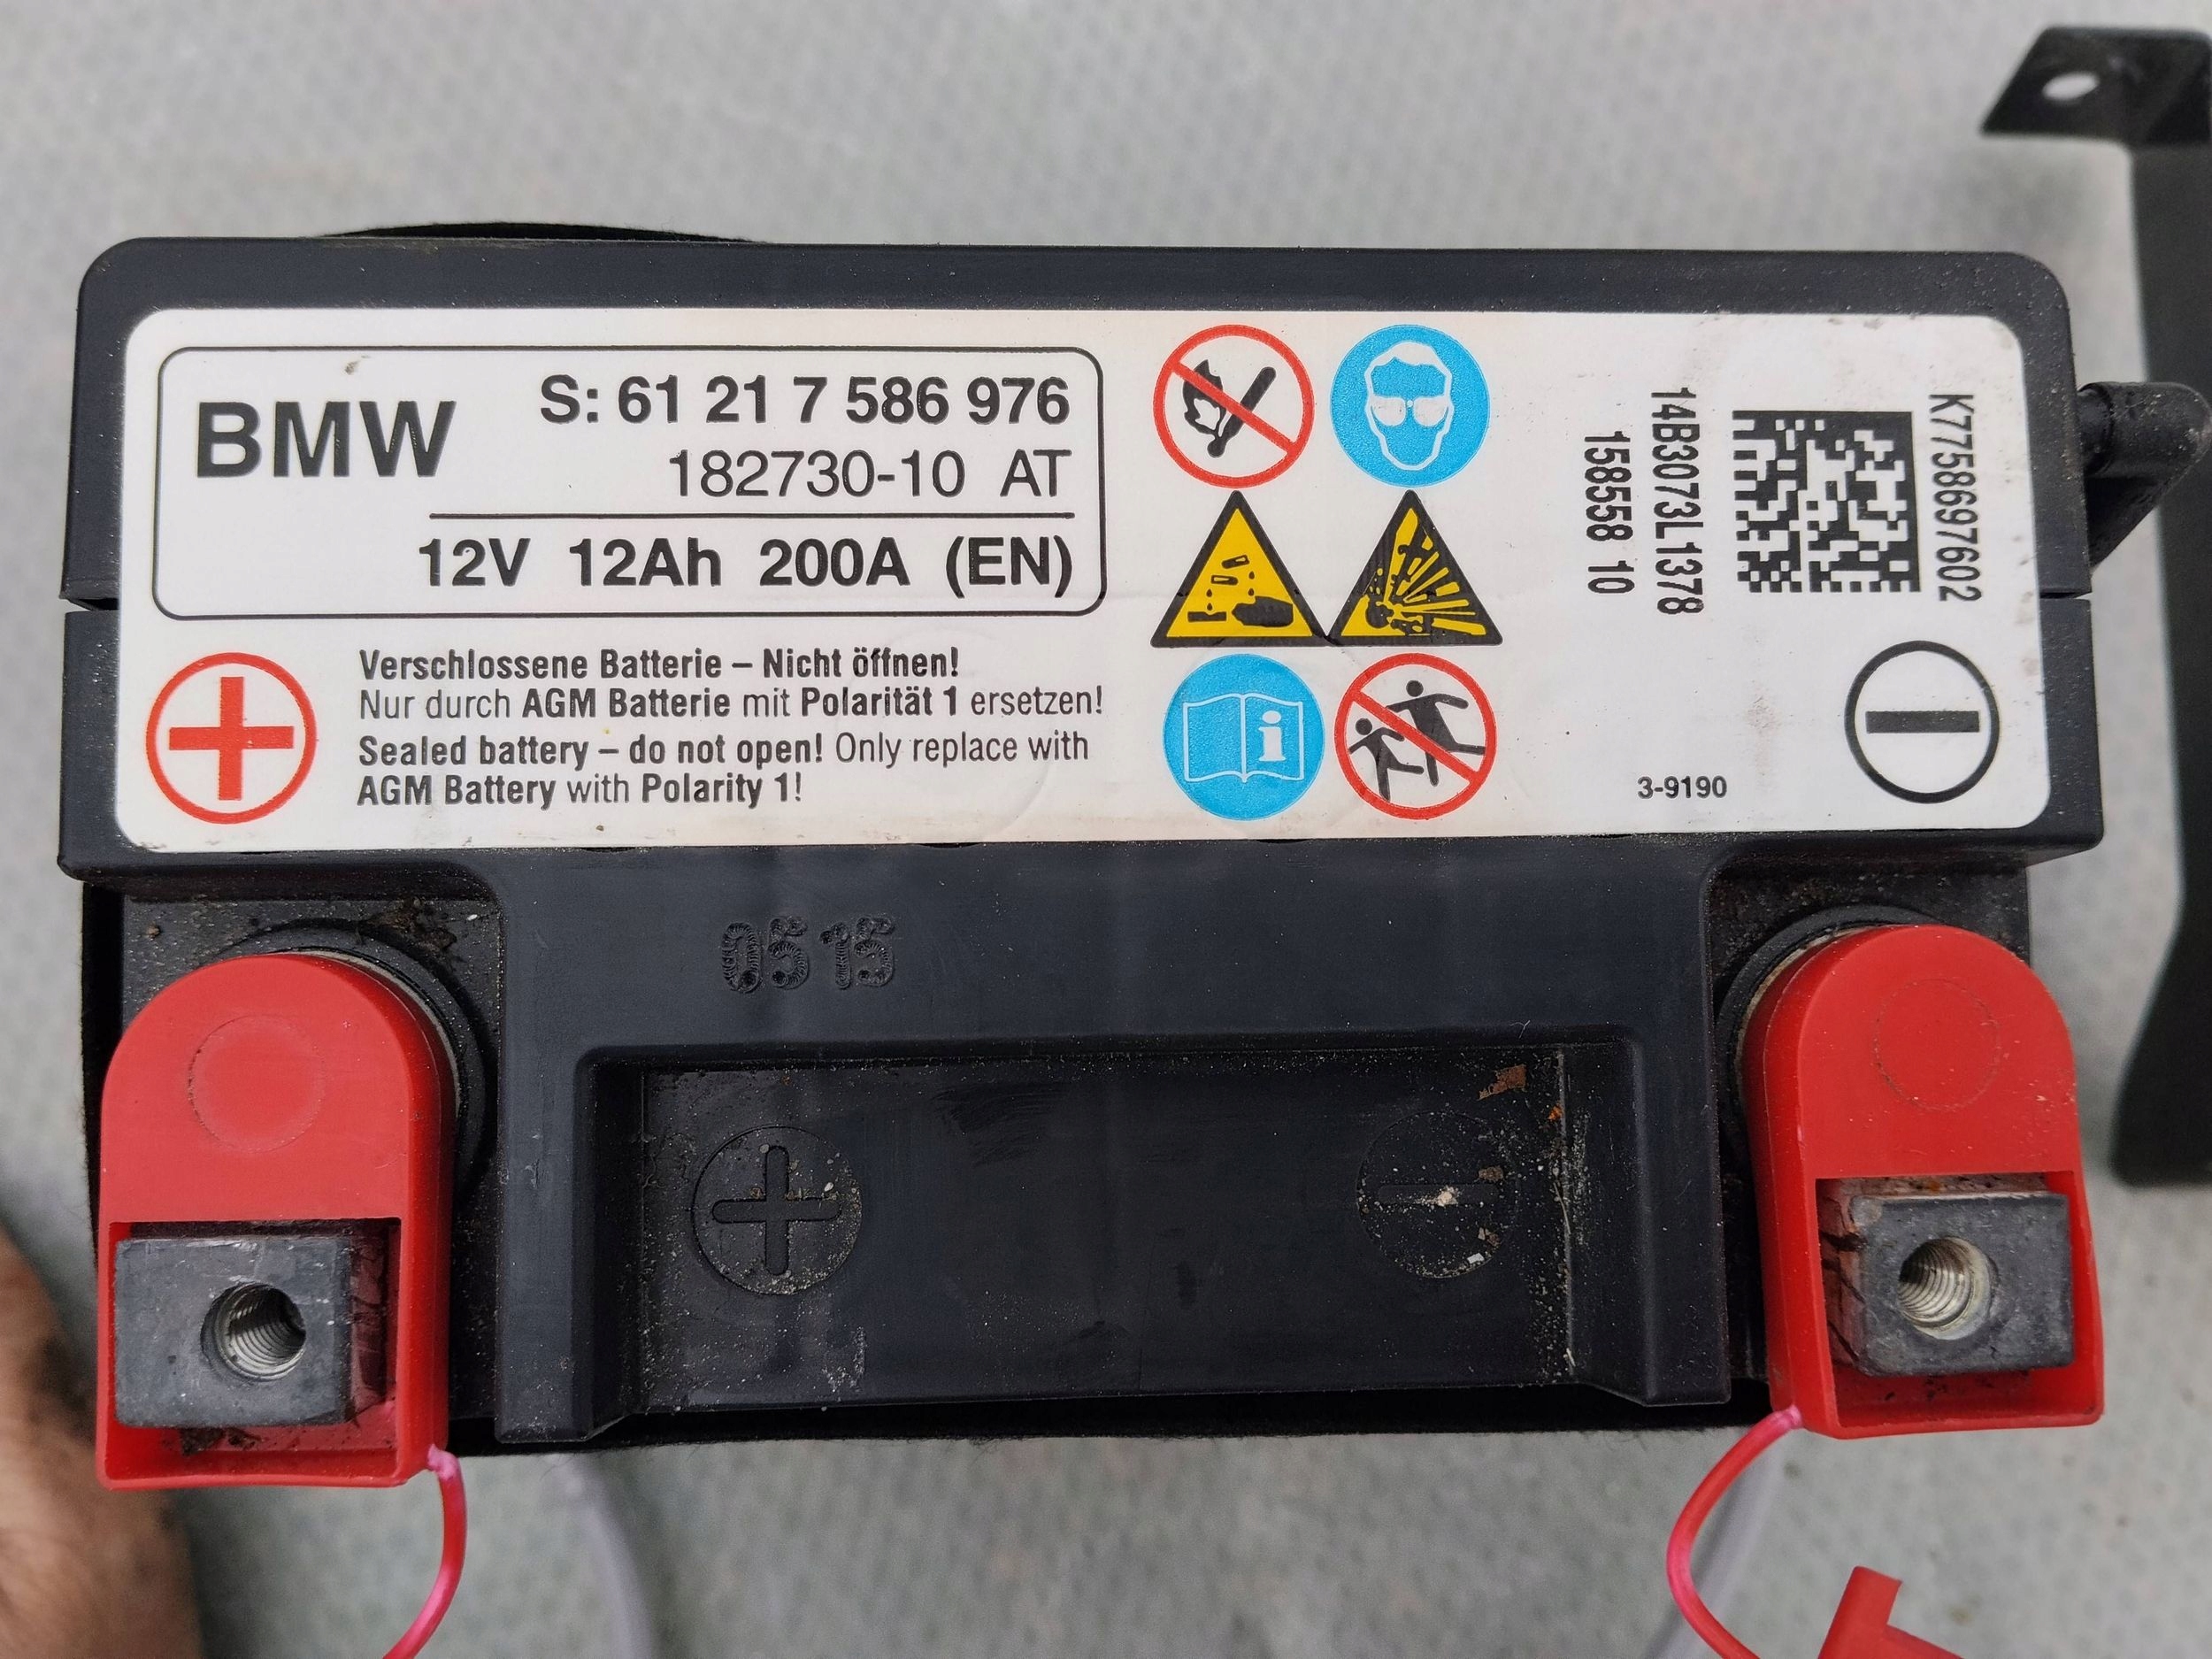 BMW
S: 61 21 7 586 976
182730-10 AT
12V 12Ah 200A (EN)
Verschlossene Batterie – Nicht öffnen!
Nur durch AGM Batterie mit Polarität 1 ersetzen!
Sealed battery – do not open! Only replace with
AGM Battery with Polarity 1!
K7758697602
14B3073L1378
158558 10
3-9190
0515